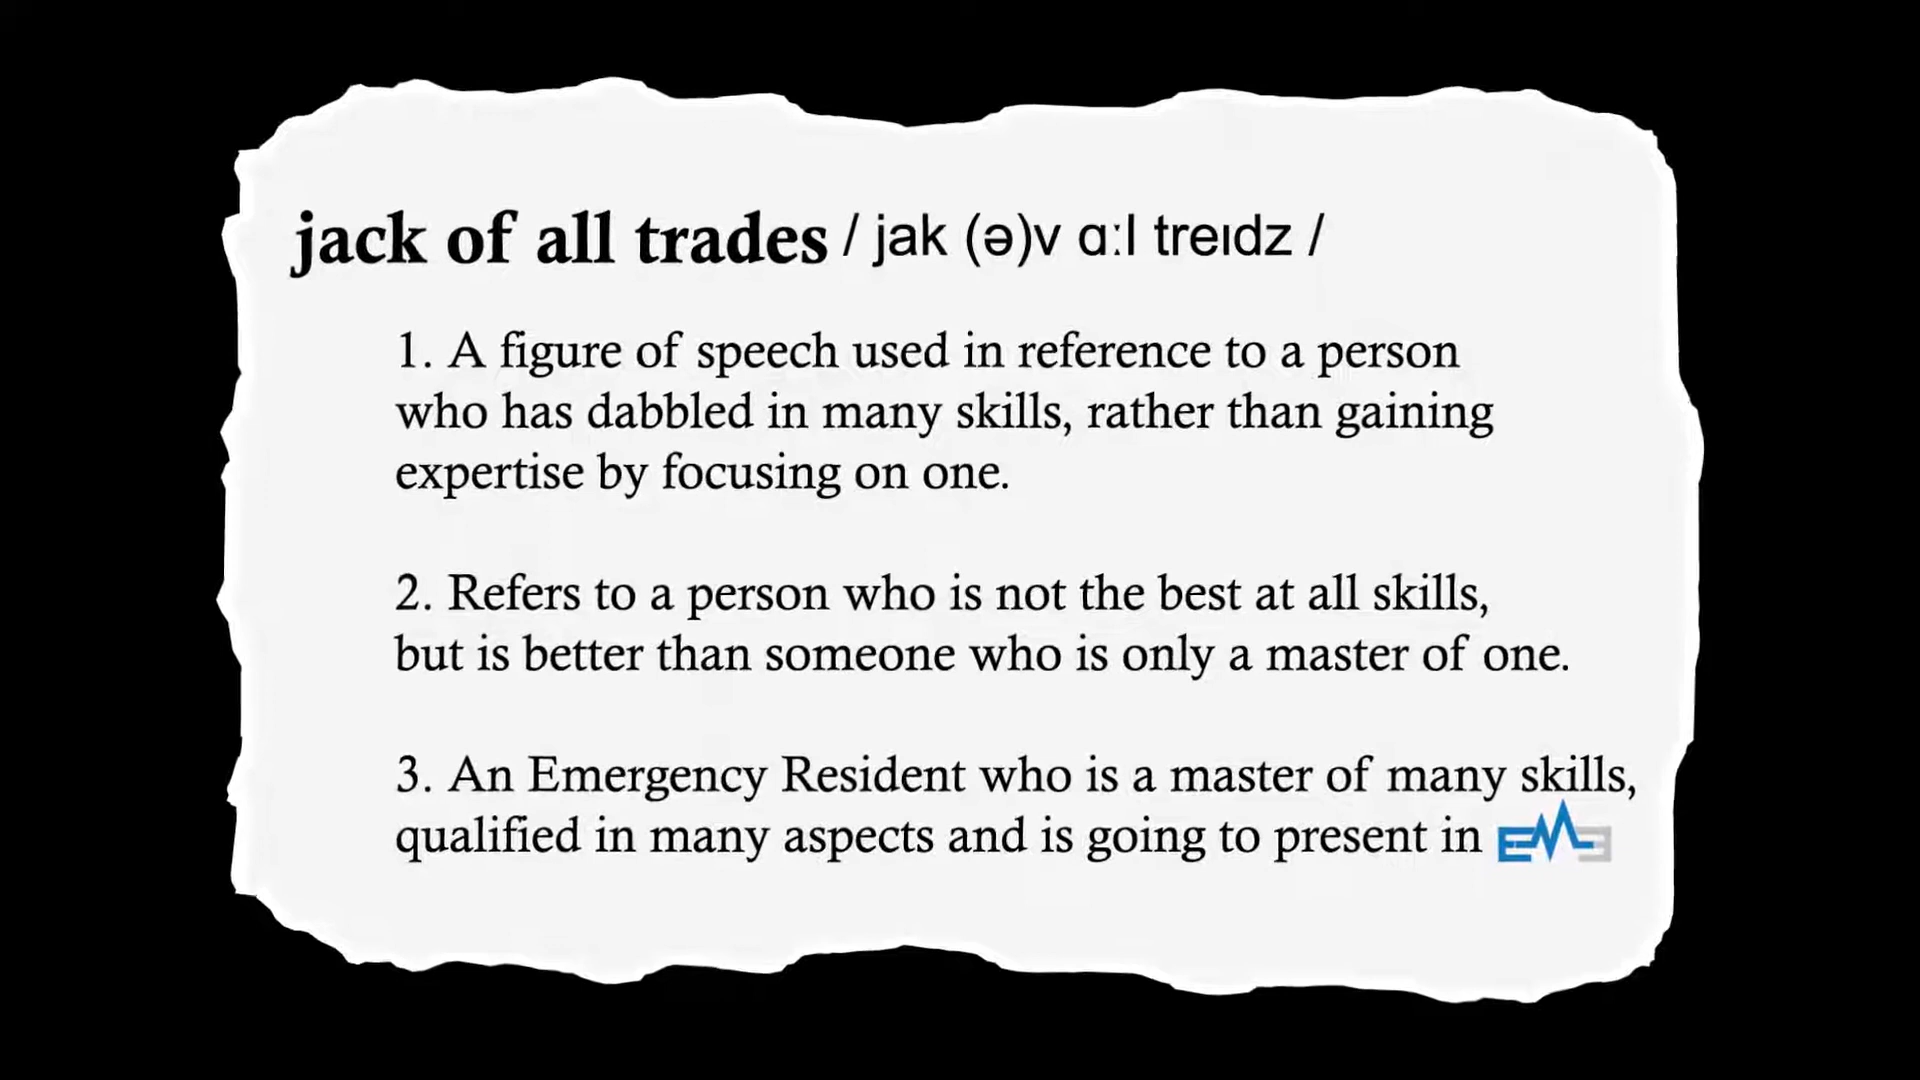 jack of all trades / jak (ə)v ɑːl treɪdz /
1. A figure of speech used in reference to a person
who has dabbled in many skills, rather than gaining
expertise by focusing on one.
2. Refers to a person who is not the best at all skills,
but is better than someone who is only a master of one.
3. An Emergency Resident who is a master of many skills,
qualified in many aspects and is going to present in EME